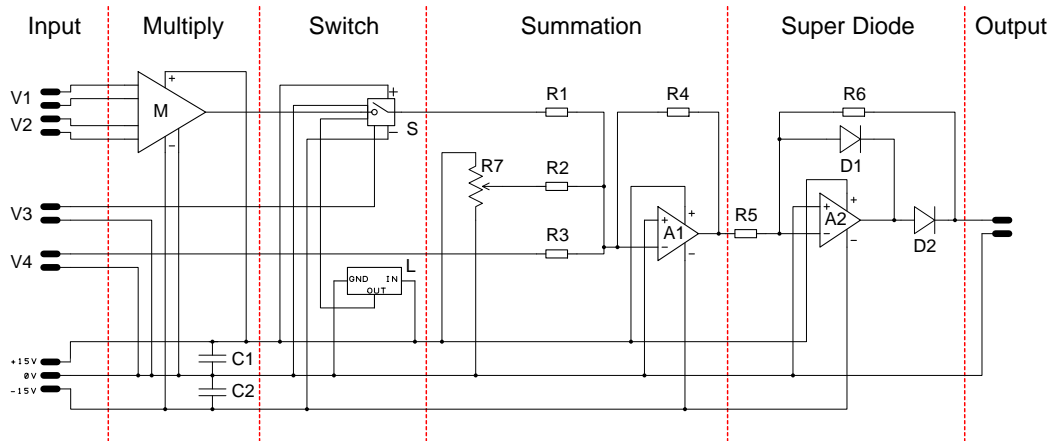 Input Multiply Switch Summation Super Diode Output
V1
V2
V3
V4
+15V
0V
-15V
M
+
−
C1
C2
+
−
S
GND IN
OUT
L
R1
R2
R3
R4
R7
+
−
A1
+
−
R5
R6
D1
+
−
A2
+
−
D2